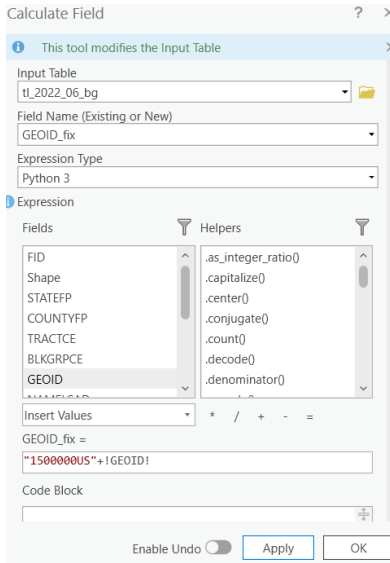 Calculate Field ? ×
This tool modifies the Input Table
Input Table
tl_2022_06_bg
Field Name (Existing or New)
GEOID_fix
Expression Type
Python 3
Expression
Fields Helpers
FID .as_integer_ratio()
Shape .capitalize()
STATEFP .center()
COUNTYFP .conjugate()
TRACTCE .count()
BLKGRPCE .decode()
GEOID .denominator()
Insert Values * / + - =
GEOID_fix =
"1500000US"+!GEOID!
Code Block
Enable Undo Apply OK